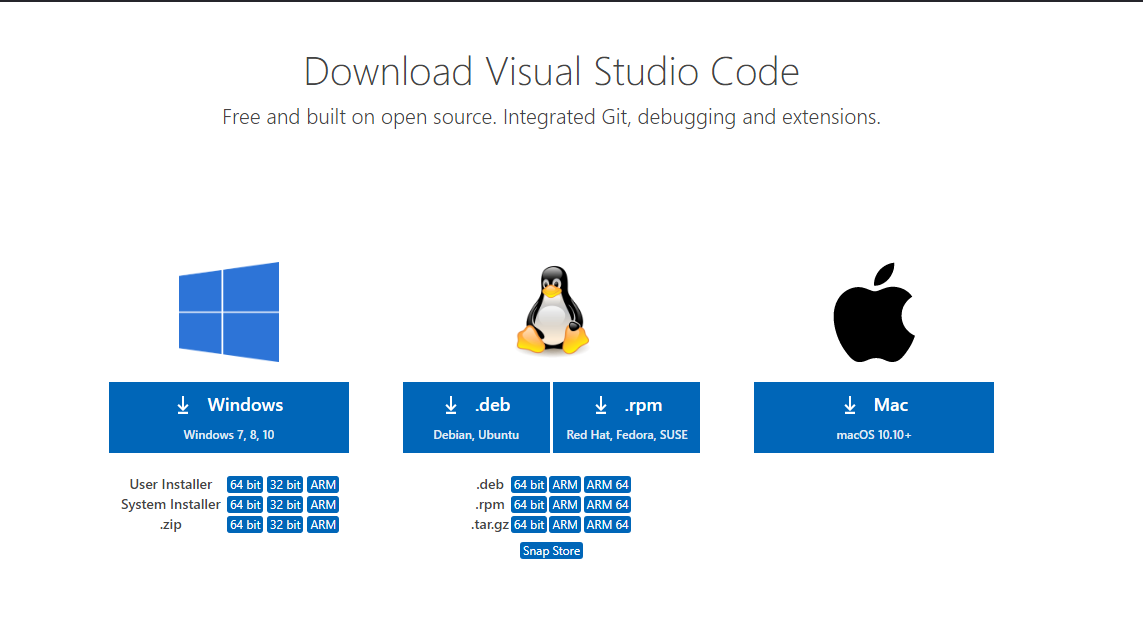 Download Visual Studio Code
Free and built on open source. Integrated Git, debugging and extensions.
Windows
Windows 7, 8, 10
User Installer 64 bit 32 bit ARM
System Installer 64 bit 32 bit ARM
.zip 64 bit 32 bit ARM
.deb
Debian, Ubuntu
.rpm
Red Hat, Fedora, SUSE
.deb 64 bit ARM ARM 64
.rpm 64 bit ARM ARM 64
.tar.gz 64 bit ARM ARM 64
Snap Store
Mac
macOS 10.10+